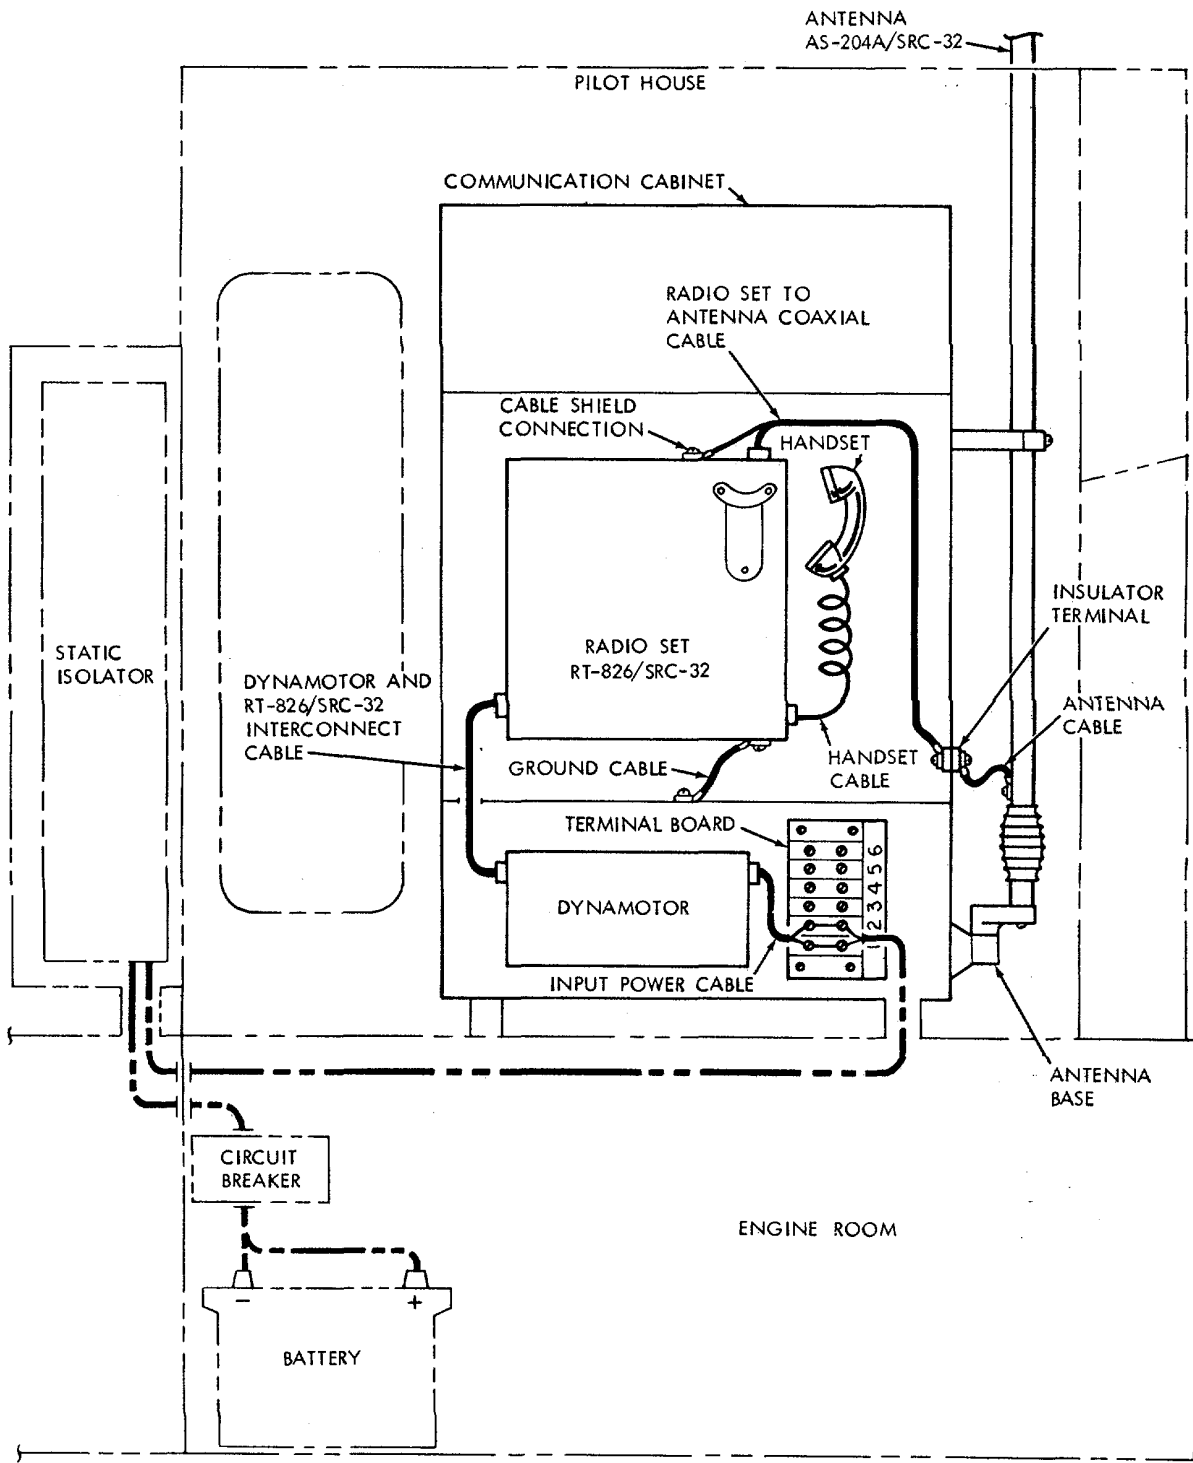 ANTENNA
AS-204A/SRC-32
PILOT HOUSE
COMMUNICATION CABINET
RADIO SET TO
ANTENNA COAXIAL
CABLE
CABLE SHIELD
CONNECTION
HANDSET
INSULATOR
TERMINAL
STATIC
ISOLATOR
RADIO SET
RT-826/SRC-32
DYNAMOTOR AND
RT-826/SRC-32
INTERCONNECT
CABLE
ANTENNA
CABLE
GROUND CABLE
HANDSET
CABLE
TERMINAL BOARD
1 2 3 4 5 6
DYNAMOTOR
INPUT POWER CABLE
ANTENNA
BASE
CIRCUIT
BREAKER
ENGINE ROOM
- +
BATTERY